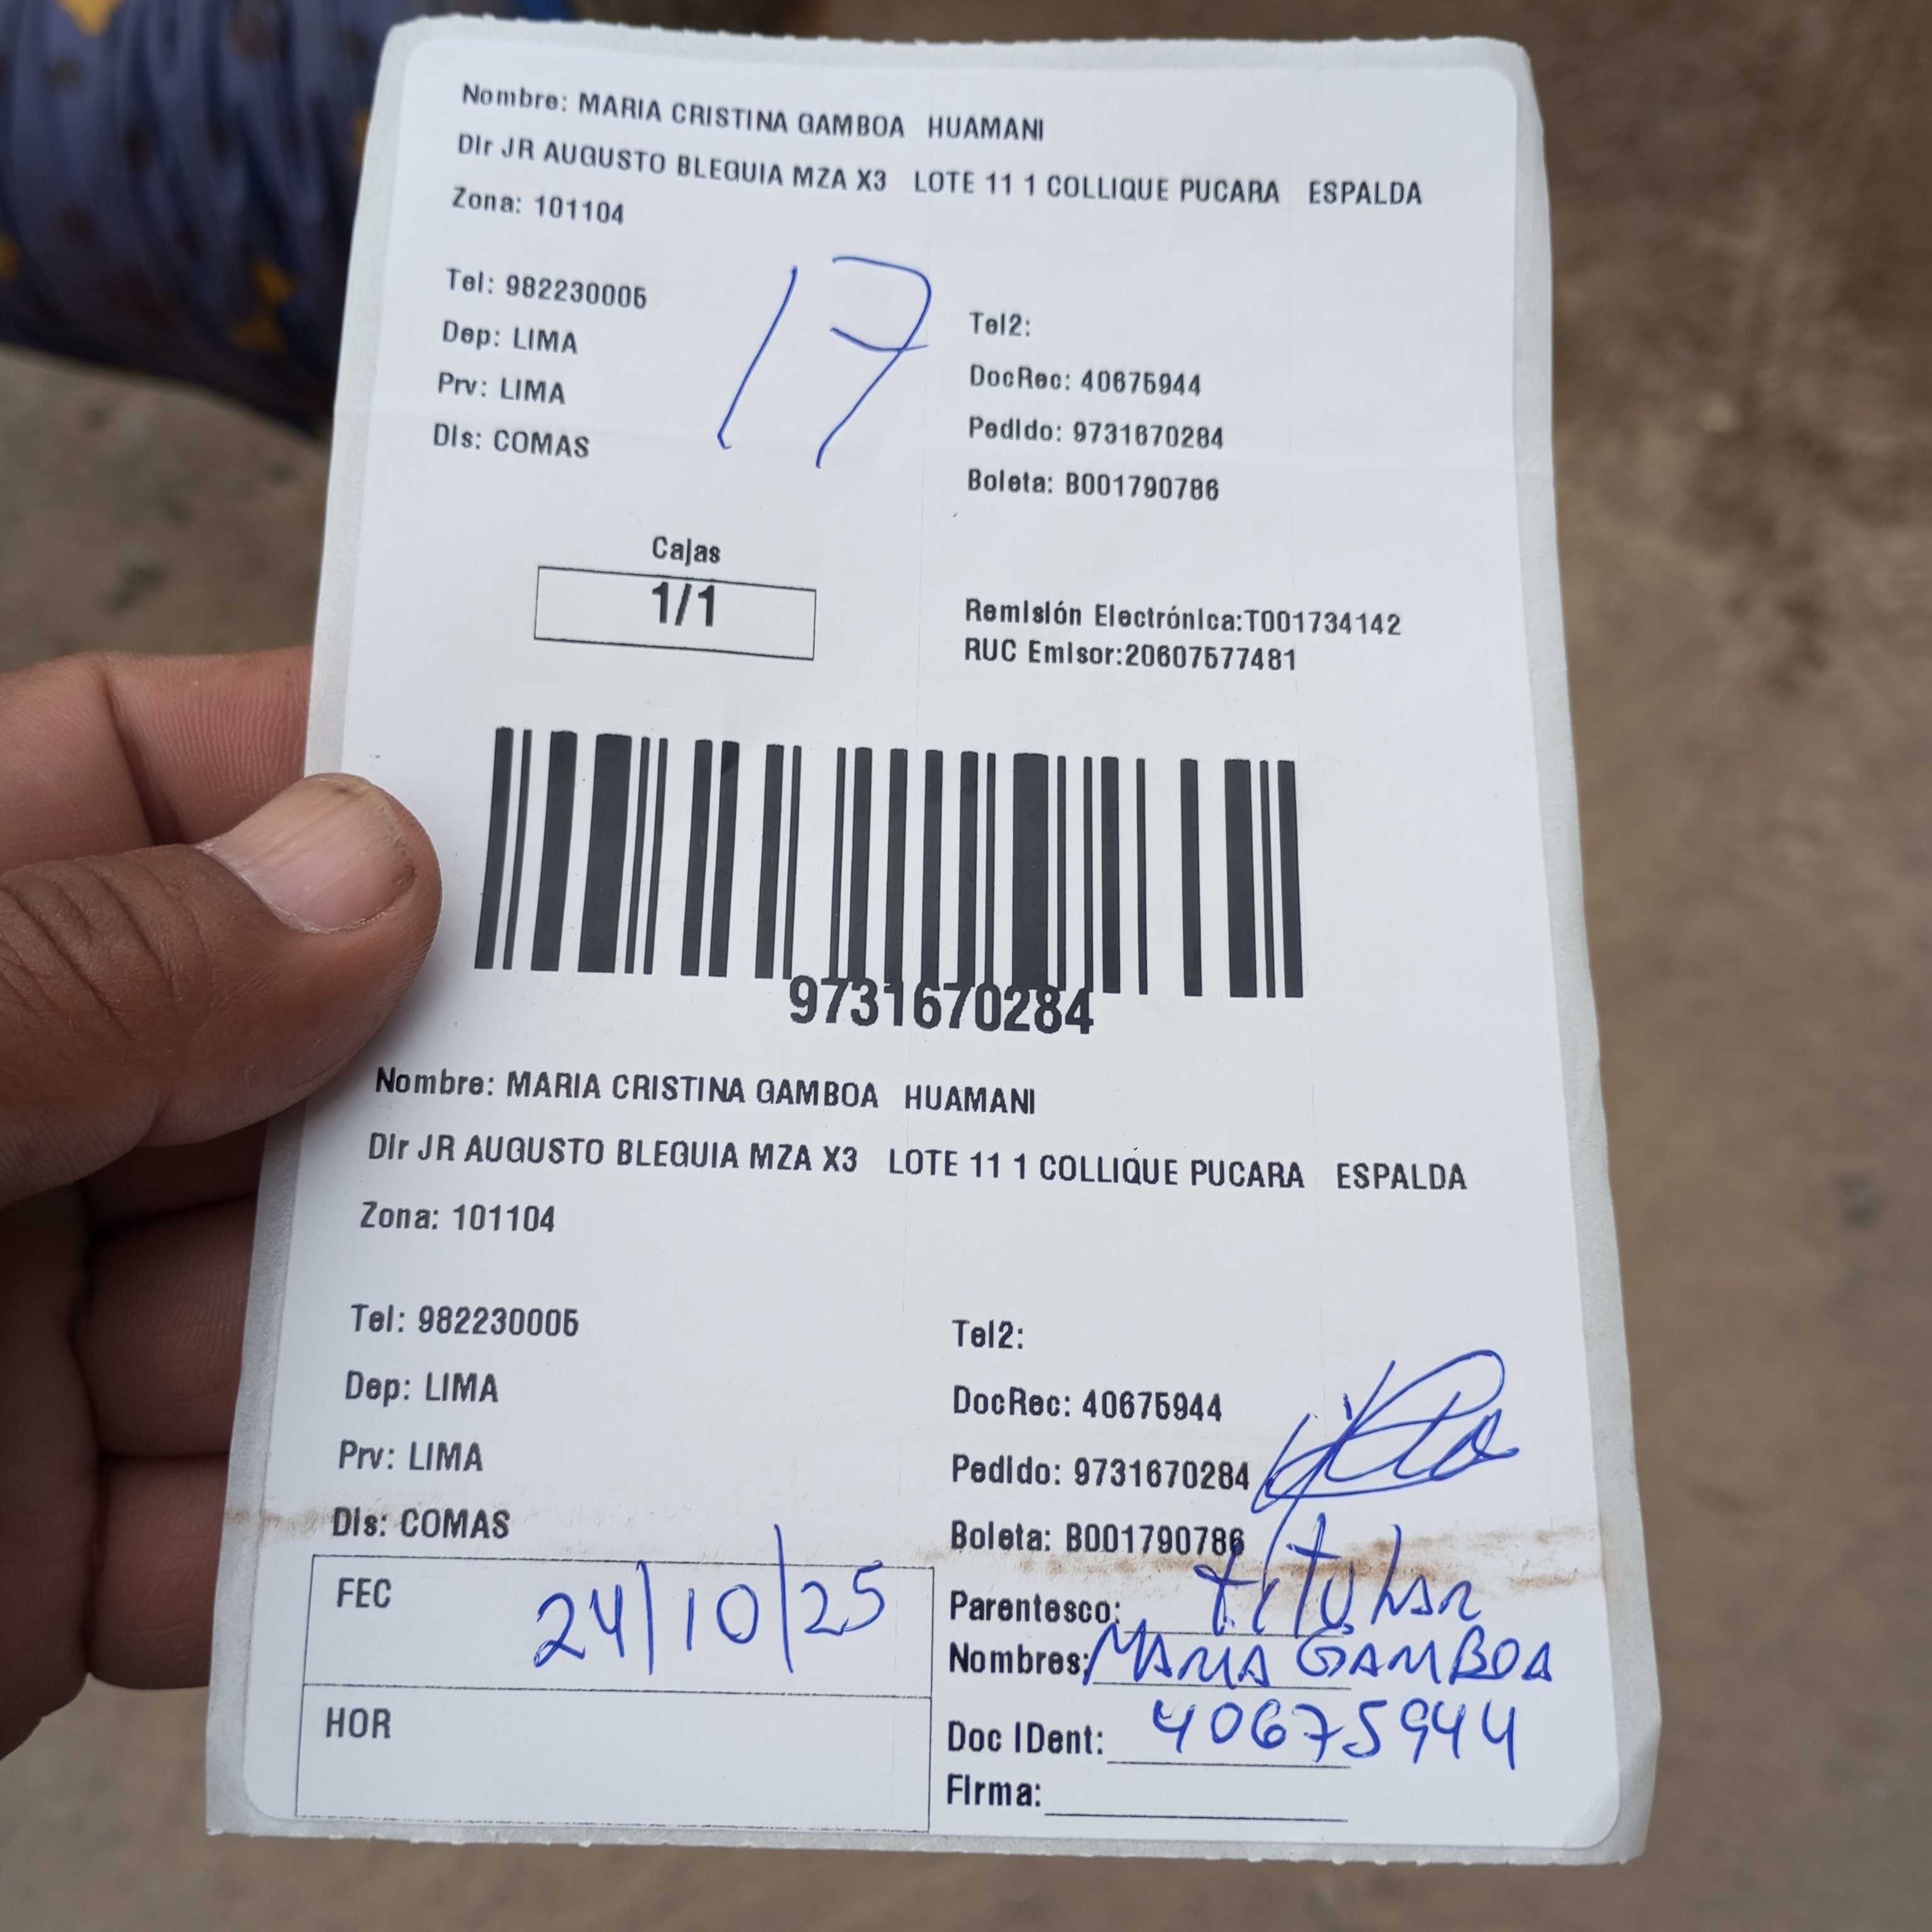 Nombre: MARIA CRISTINA GAMBOA HUAMANI
Dir JR AUGUSTO BLEGUIA MZA X3 LOTE 11 1 COLLIQUE PUCARA ESPALDA
Zona: 101104
17
Tel: 982230005
Tel2:
Dep: LIMA
DocRec: 40675944
Prv: LIMA
Pedido: 9731670284
Dis: COMAS
Boleta: B001790786
Cajas
1/1
Remisión Electrónica:T001734142
RUC Emisor:20607577481
9731670284
Nombre: MARIA CRISTINA GAMBOA HUAMANI
Dir JR AUGUSTO BLEGUIA MZA X3 LOTE 11 1 COLLIQUE PUCARA ESPALDA
Zona: 101104
Tel: 982230005
Tel2:
Dep: LIMA
DocRec: 40675944
Prv: LIMA
Pedido: 9731670284
Dis: COMAS
Boleta: B001790786
FEC 24/10/25
Parentesco: titular
Nombres: MARIA GAMBOA
HOR
Doc IDent: 40675944
Firma: